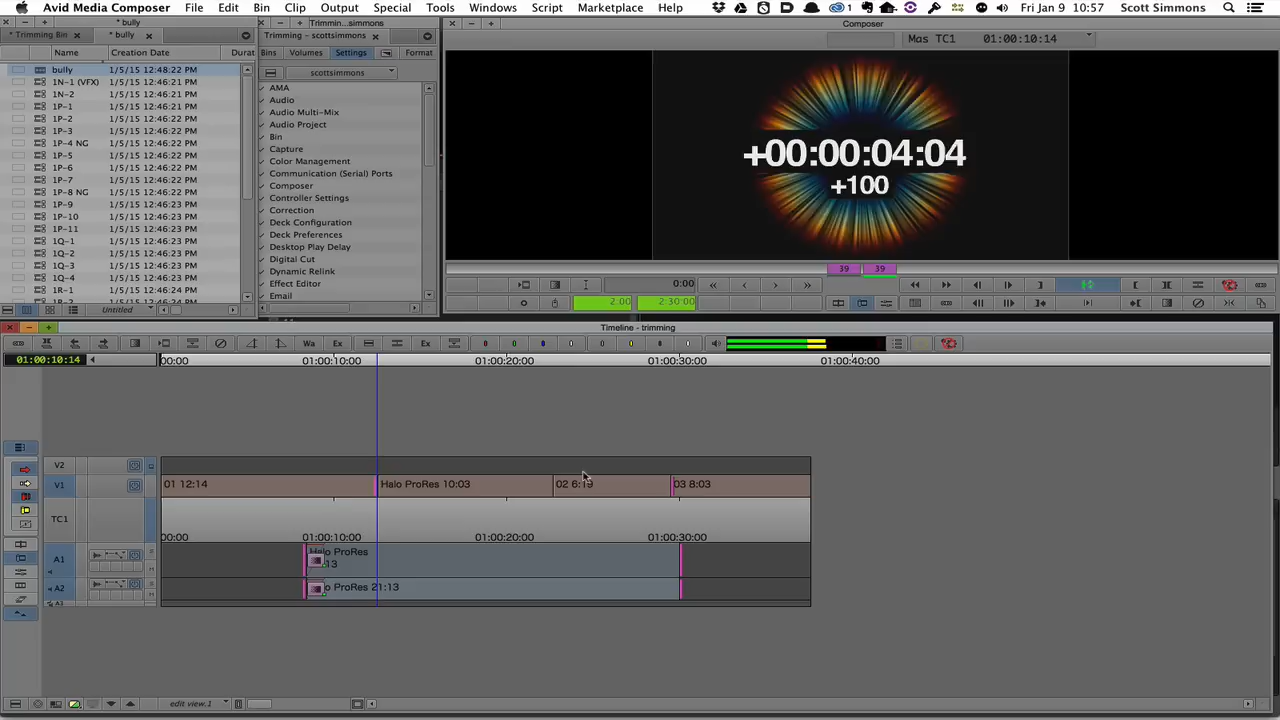 Avid Media Composer File Edit Bin Clip Output Special Tools Windows Script Marketplace Help 1 Fri Jan 9 10:57 Scott Simmons
* bully
Trimming...simmons
Composer
* Trimming Bin * bully
Trimming - scottsimmons
Mas TC1 01:00:10:14
Name Creation Date Durat
Bins Volumes Settings Format
scottsimmons
bully 1/5/15 12:48:22 PM
1N-1 (VFX) 1/5/15 12:46:21 PM
1N-2 1/5/15 12:46:21 PM
1P-1 1/5/15 12:46:22 PM
1P-2 1/5/15 12:46:22 PM
1P-3 1/5/15 12:46:22 PM
1P-4 NG 1/5/15 12:46:22 PM
1P-5 1/5/15 12:46:22 PM
1P-6 1/5/15 12:46:22 PM
1P-7 1/5/15 12:46:22 PM
1P-8 NG 1/5/15 12:46:22 PM
1P-9 1/5/15 12:46:23 PM
1P-10 1/5/15 12:46:23 PM
1P-11 1/5/15 12:46:23 PM
1Q-1 1/5/15 12:46:23 PM
1Q-2 1/5/15 12:46:23 PM
1Q-3 1/5/15 12:46:23 PM
1Q-4 1/5/15 12:46:23 PM
1R-1 1/5/15 12:46:24 PM
Untitled
AMA
Audio
Audio Multi-Mix
Audio Project
Bin
Capture
Color Management
Communication (Serial) Ports
Composer
Controller Settings
Correction
Deck Configuration
Deck Preferences
Desktop Play Delay
Digital Cut
Dynamic Relink
Effect Editor
Email
+00:00:04:04
+100
39 39
0:00
2:00 2:30:00
Timeline - trimming
Wa Ex Ex
01:00:10:14
00:00 01:00:10:00 01:00:20:00 01:00:30:00 01:00:40:00
V2
V1 01 12:14 Halo ProRes 10:03 02 6:19 03 8:03
TC1
00:00 01:00:10:00 01:00:20:00 01:00:30:00
A1 Halo ProRes
13
A2 o ProRes 21:13
A3
edit view.1